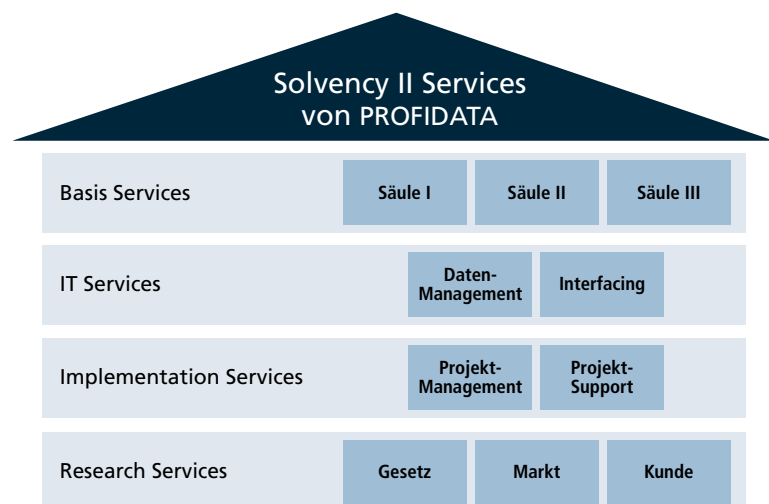 Solvency II Services
von PROFIDATA
Basis Services
Säule I
Säule II
Säule III
IT Services
Daten-
Management
Interfacing
Implementation Services
Projekt-
Management
Projekt-
Support
Research Services
Gesetz
Markt
Kunde